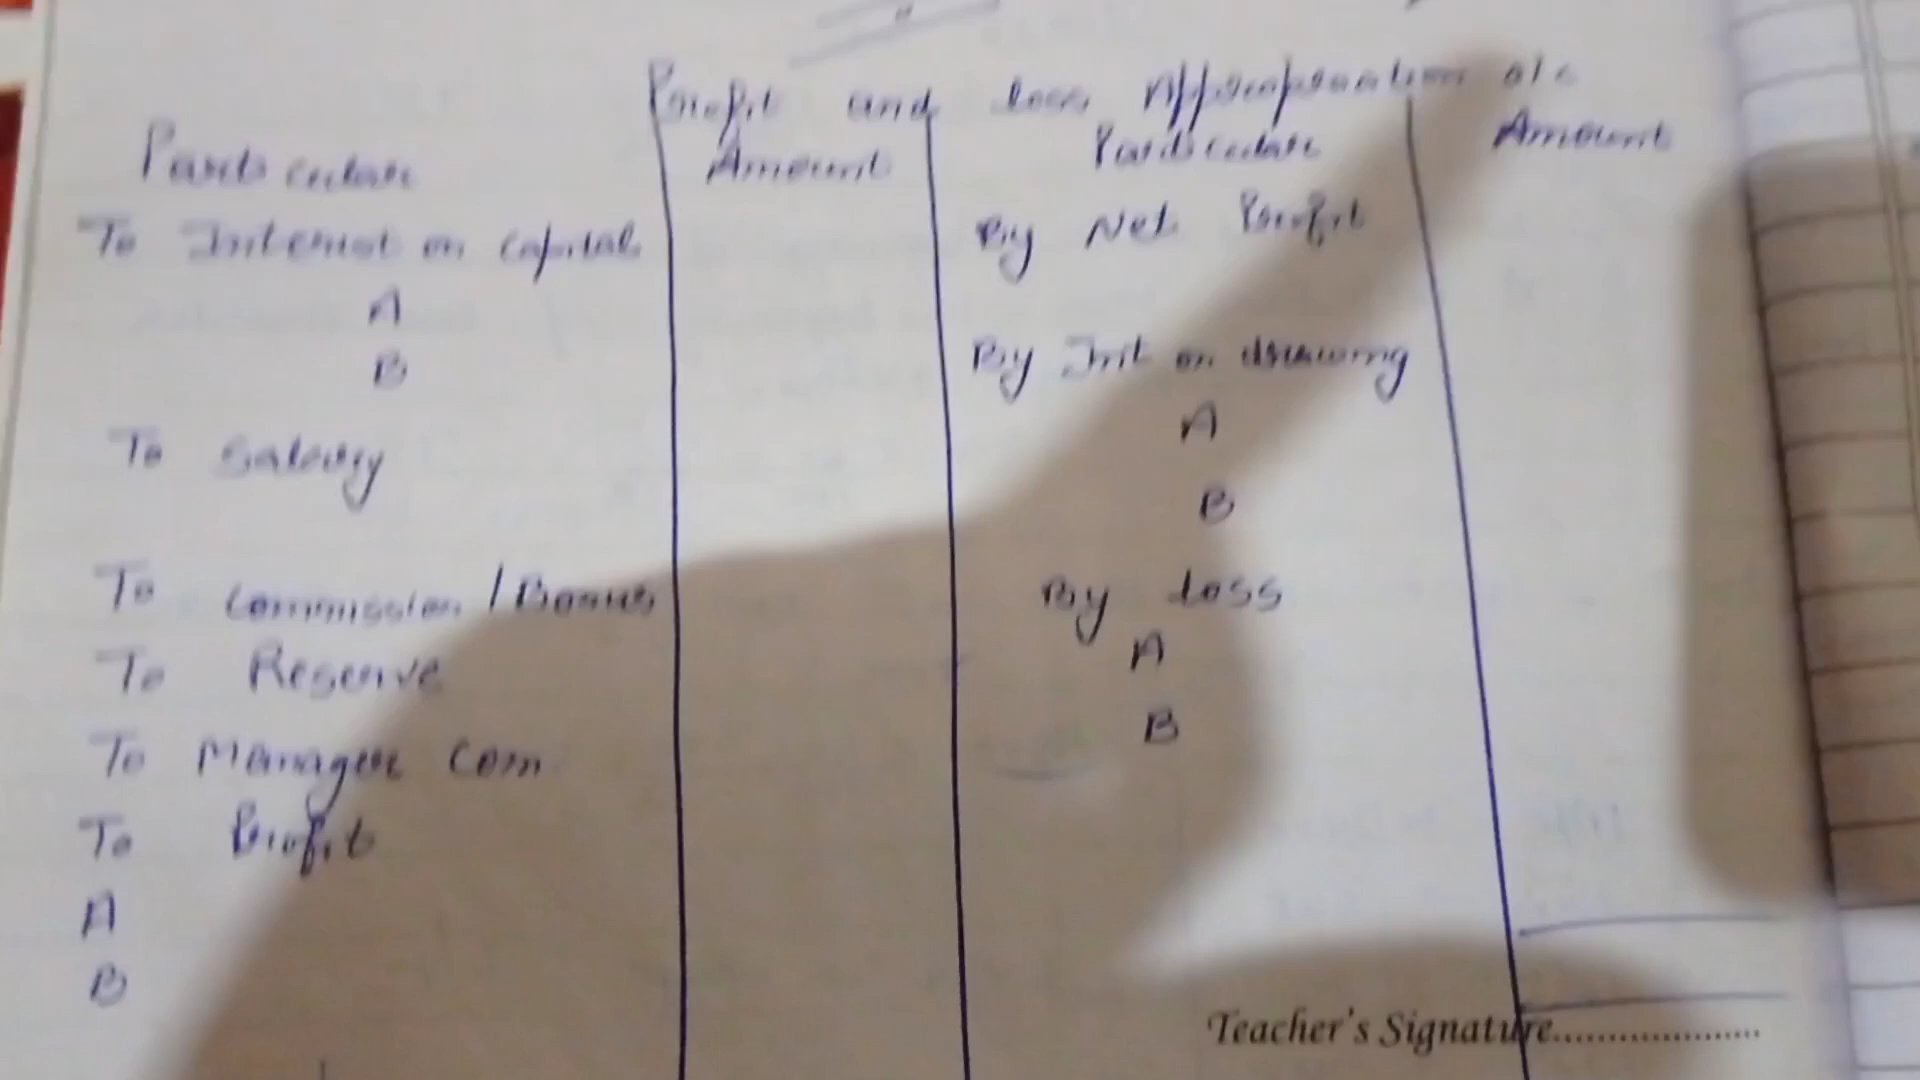 Profit and loss Appropriation a/c
Particular Amount Particular Amount
To Interest on capital By Net Profit
A
B By Int on drawing
To Salary A
B
To Commission / Bonus By loss
To Reserve A
To Manager Com. B
To Profit
A
B
Teacher's Signature....................